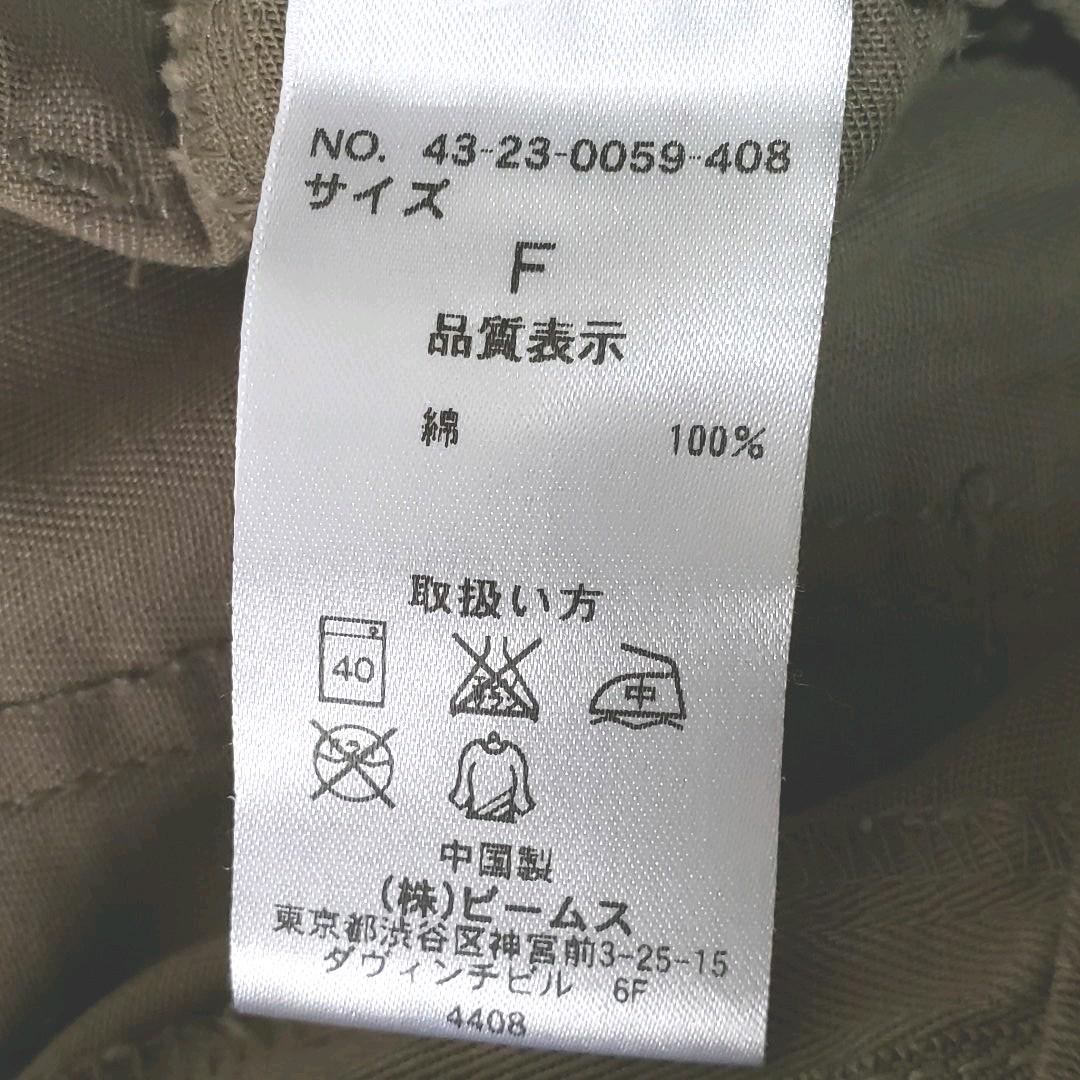 NO. 43-23-0059-408
サイズ
F
品質表示
綿 100%
取扱い方
40 中
中国製
(株)ビームス
東京都渋谷区神宮前3-25-15
ダヴィンチビル 6F
4408